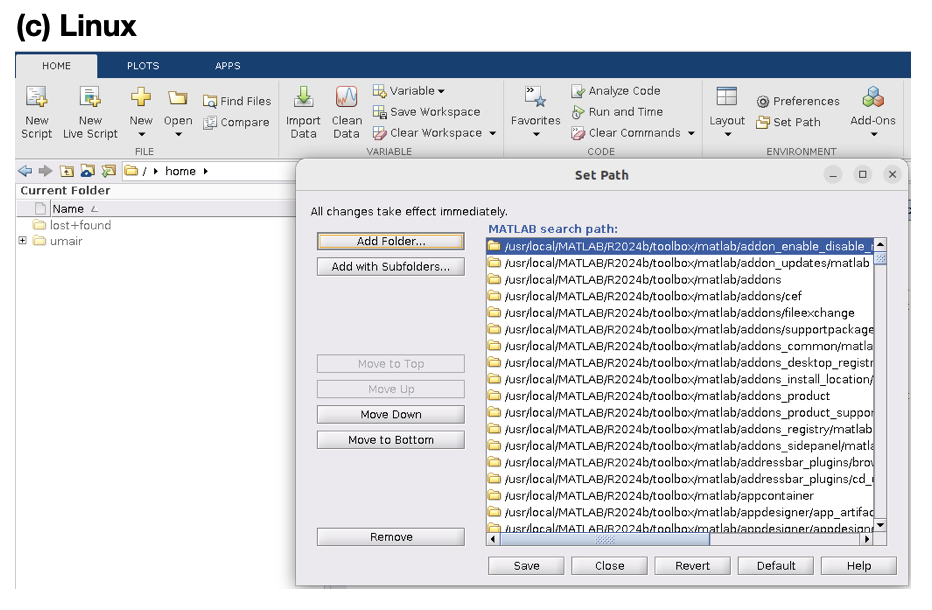 (c) Linux
HOME PLOTS APPS
New Script
New Live Script
New
Open
Find Files
Compare
FILE
Import Data
Clean Data
Variable
Save Workspace
Clear Workspace
VARIABLE
Favorites
Analyze Code
Run and Time
Clear Commands
CODE
Layout
Preferences
Set Path
ENVIRONMENT
Add-Ons
/ home
Current Folder
Name
lost+found
umair
Set Path
All changes take effect immediately.
Add Folder...
Add with Subfolders...
Move to Top
Move Up
Move Down
Move to Bottom
Remove
MATLAB search path:
/usr/local/MATLAB/R2024b/toolbox/matlab/addon_enable_disable_
/usr/local/MATLAB/R2024b/toolbox/matlab/addon_updates/matlab
/usr/local/MATLAB/R2024b/toolbox/matlab/addons
/usr/local/MATLAB/R2024b/toolbox/matlab/addons/cef
/usr/local/MATLAB/R2024b/toolbox/matlab/addons/fileexchange
/usr/local/MATLAB/R2024b/toolbox/matlab/addons/supportpackage
/usr/local/MATLAB/R2024b/toolbox/matlab/addons_common/matla
/usr/local/MATLAB/R2024b/toolbox/matlab/addons_desktop_registr
/usr/local/MATLAB/R2024b/toolbox/matlab/addons_install_location/
/usr/local/MATLAB/R2024b/toolbox/matlab/addons_product
/usr/local/MATLAB/R2024b/toolbox/matlab/addons_product_suppor
/usr/local/MATLAB/R2024b/toolbox/matlab/addons_registry/matlab
/usr/local/MATLAB/R2024b/toolbox/matlab/addons_sidepanel/matla
/usr/local/MATLAB/R2024b/toolbox/matlab/addressbar_plugins/brow
/usr/local/MATLAB/R2024b/toolbox/matlab/addressbar_plugins/cd_
/usr/local/MATLAB/R2024b/toolbox/matlab/appcontainer
/usr/local/MATLAB/R2024b/toolbox/matlab/appdesigner/app_artifac
/usr/local/MATLAB/R2024b/toolbox/matlab/appdesigner/appdesign
Save Close Revert Default Help